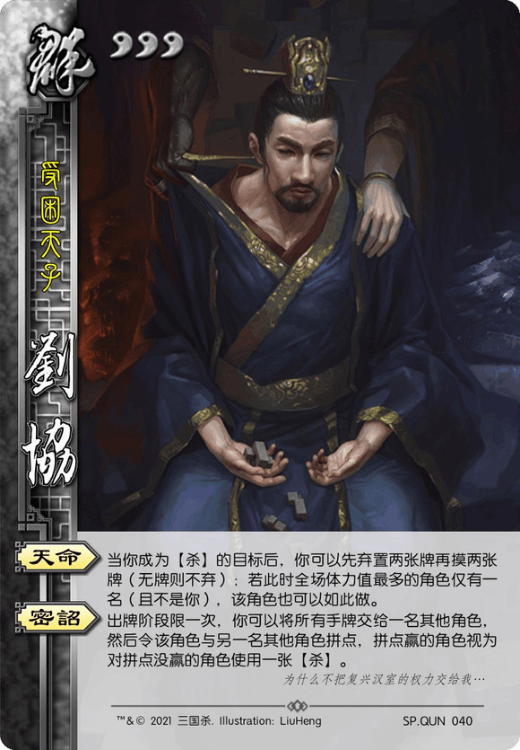 群
受困天子
劉協
天命
当你成为【杀】的目标后，你可以先弃置两张牌再摸两张
牌（无牌则不弃）；若此时全场体力值最多的角色仅有一
名（且不是你），该角色也可以如此做。
密詔
出牌阶段限一次，你可以将所有手牌交给一名其他角色，
然后令该角色与另一名其他角色拼点，拼点赢的角色视为
对拼点没赢的角色使用一张【杀】。
为什么不把复兴汉室的权力交给我…
™&© 2021 三国杀. Illustration: LiuHeng
SP.QUN 040